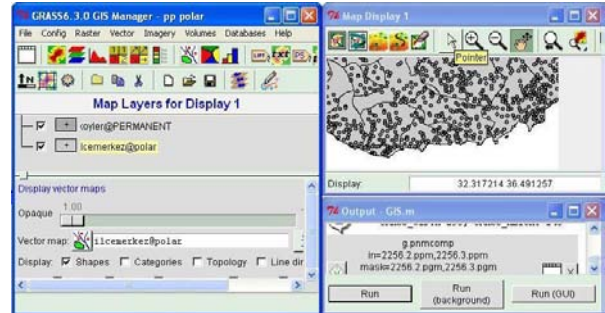 GRASS6.3.0 GIS Manager - pp polar
File Config Raster Vector Imagery Volumes Databases Help
Map Layers for Display 1
koyler@PERMANENT
ilcemerkez@polar
Display vector maps
Opaque 1.00
Vector map: ilcemerkez@polar
Display: Shapes Categories Topology Line dir
Map Display 1
Pointer
Display: 32.317214 36.491257
Output - GIS.m
g.pnmcomp
in=2256.2.ppm,2256.3.ppm
mask=2256.2.pgm,2256.3.pgm
Run
Run (background)
Run (GUI)